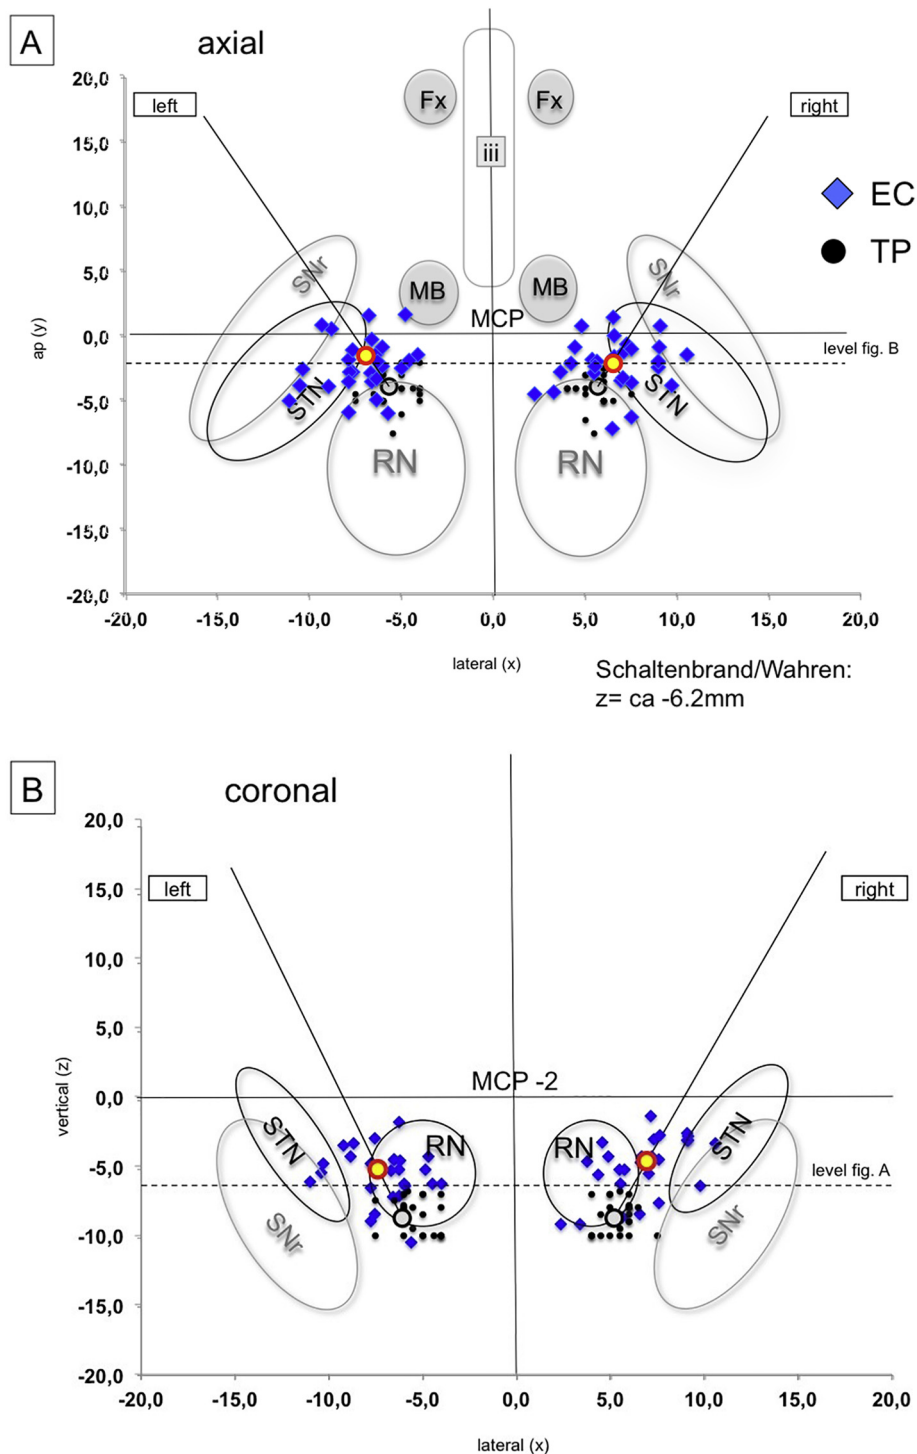 A
axial
20,0
left
Fx
Fx
right
15,0
iii
EC
10,0
TP
5,0
SNr
SNr
MB
MB
MCP
0,0
level fig. B
ap (y)
-5,0
STN
STN
RN
RN
-10,0
-15,0
-20,0
-20,0 -15,0 -10,0 -5,0 0,0 5,0 10,0 15,0 20,0
lateral (x)
Schaltenbrand/Wahren:
z= ca -6.2mm
B
coronal
20,0
left
right
15,0
10,0
5,0
MCP -2
0,0
vertical (z)
STN
RN
RN
STN
-5,0
level fig. A
SNr
SNr
-10,0
-15,0
-20,0
-20,0 -15,0 -10,0 -5,0 0,0 5,0 10,0 15,0 20,0
lateral (x)